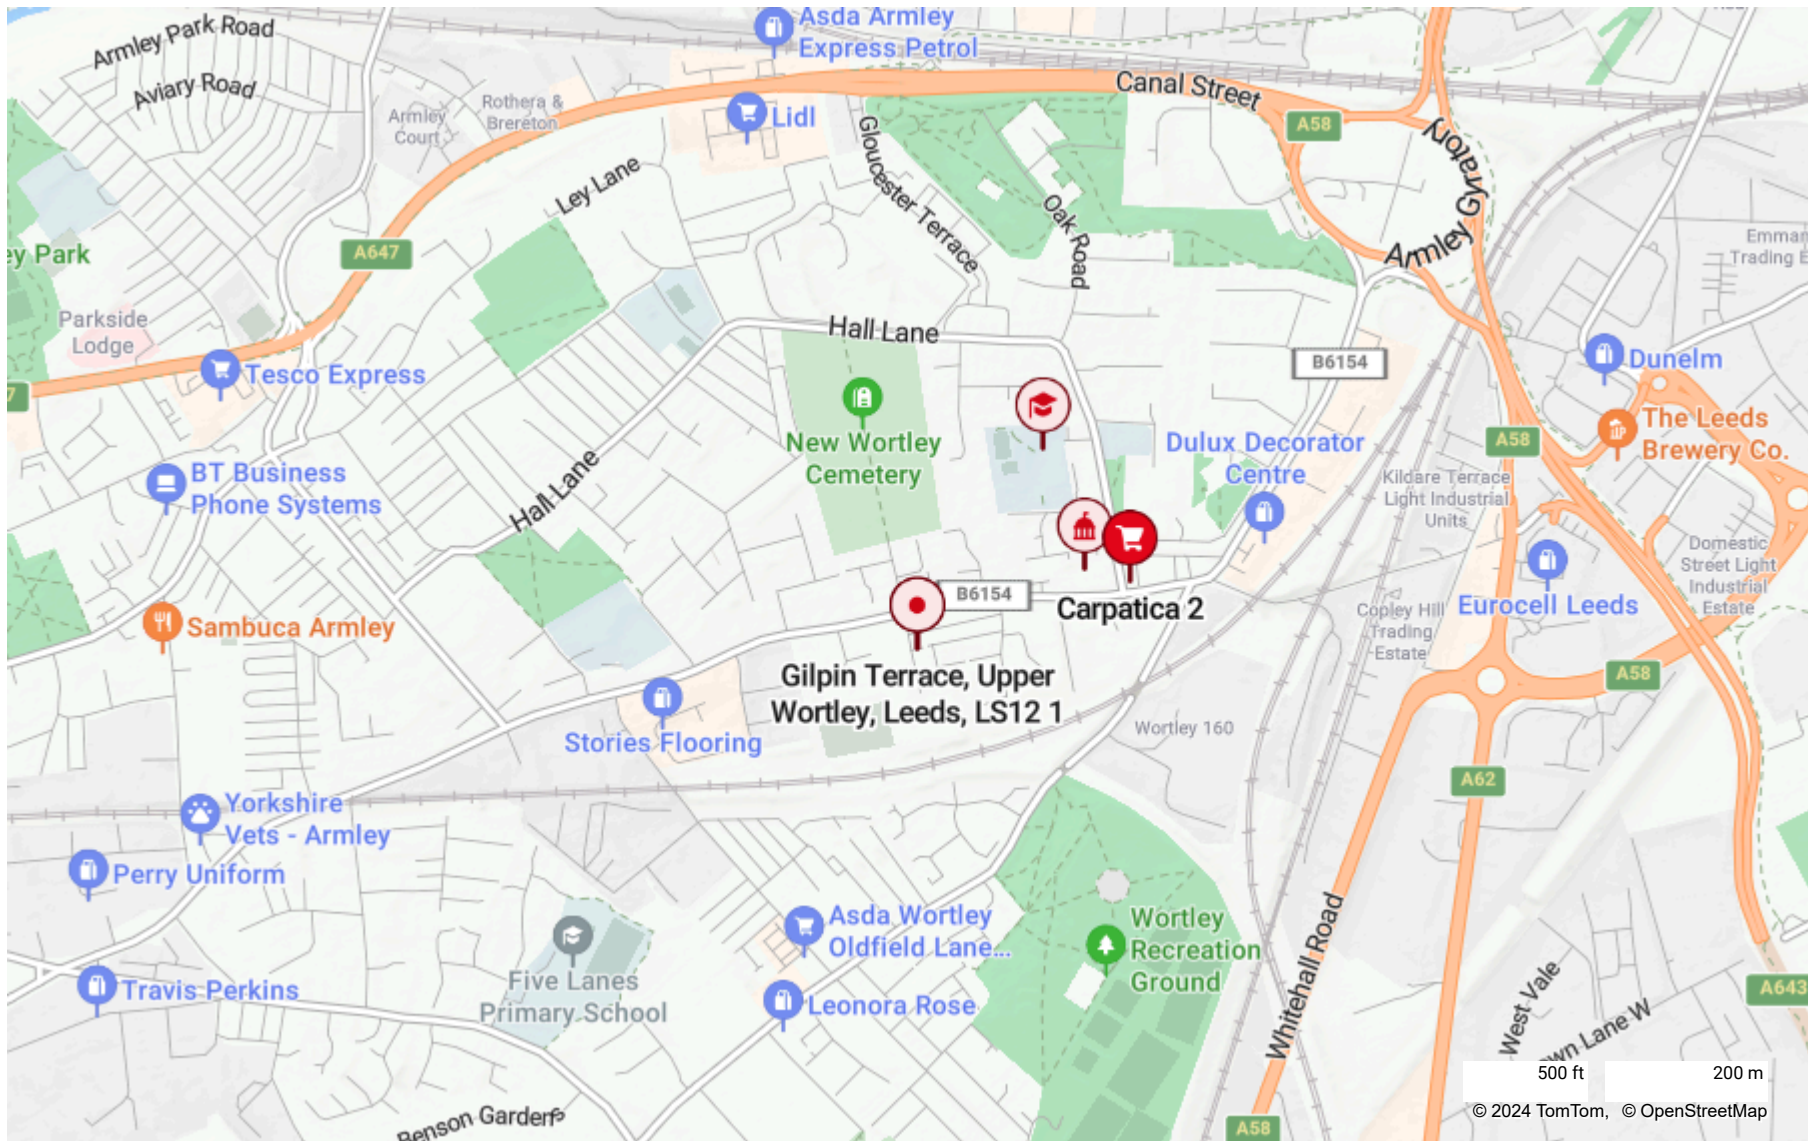 Armley Park Road
Aviary Road
Asda Armley
Express Petrol
Rothera &
Brereton
Armley
Court
Lidl
Canal Street
A58
Armley Gyratory
Ley Lane
Gloucester Terrace
Oak Road
ey Park
A647
Emman
Trading E
Parkside
Lodge
Hall Lane
B6154
Dunelm
7
Tesco Express
The Leeds
Brewery Co.
New Wortley
Cemetery
Dulux Decorator
Centre
A58
BT Business
Phone Systems
Hall Lane
Kildare Terrace
Light Industrial
Units
Domestic
Street Light
Industrial
Estate
B6154
Carpatica 2
Eurocell Leeds
Copley Hill
Trading
Estate
Sambuca Armley
Gilpin Terrace, Upper
Wortley, Leeds, LS12 1
A58
Stories Flooring
Wortley 160
A62
Yorkshire
Vets - Armley
Perry Uniform
Asda Wortley
Oldfield Lane...
Wortley
Recreation
Ground
Whitehall Road
Five Lanes
Primary School
Travis Perkins
Leonora Rose
A643
West Vale
own Lane W
500 ft
200 m
© 2024 TomTom, © OpenStreetMap
Benson Gardens
A58